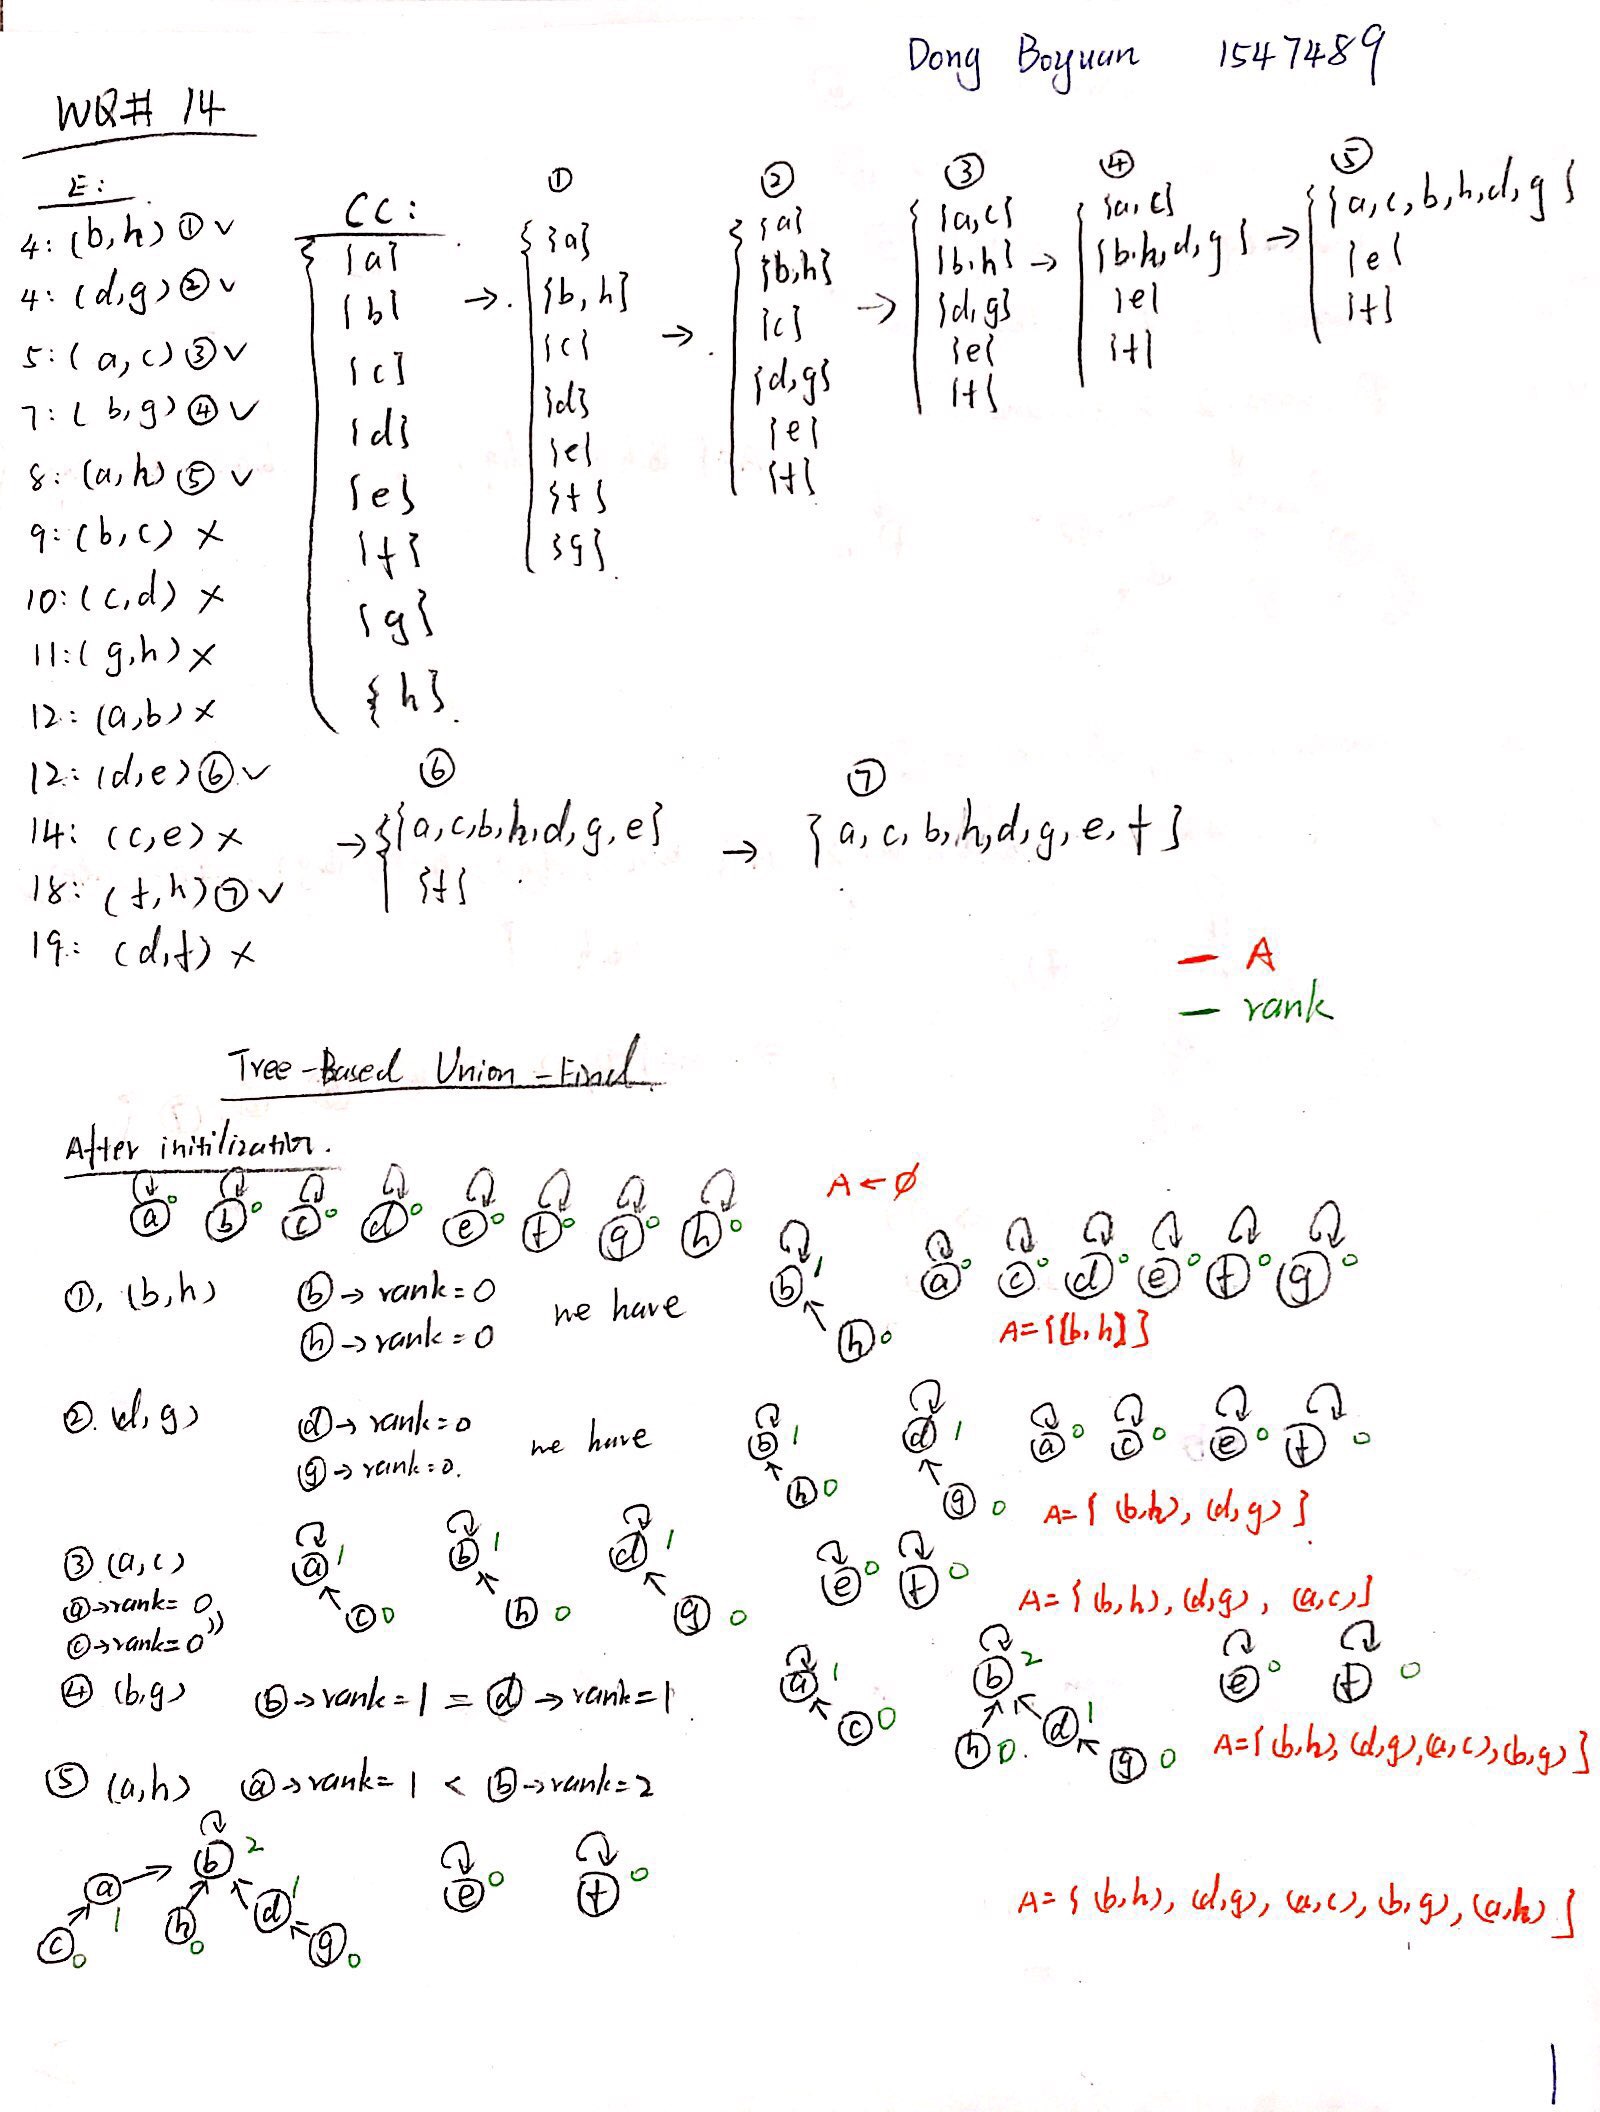 Dong Boyuan 1547489
WQ# 14
E:
4: (b,h) ① ✓
4: (d,g) ② ✓
5: (a,c) ③ ✓
7: (b,g) ④ ✓
8: (a,h) ⑤ ✓
9: (b,c) ×
10: (c,d) ×
11: (g,h) ×
12: (a,b) ×
12: (d,e) ⑥ ✓
14: (c,e) ×
18: (f,h) ⑦ ✓
19: (d,f) ×
CC:
{ {a}
{b}
{c}
{d}
{e}
{f}
{g}
{h}
①
→ { {a}
{b,h}
{c}
{d}
{e}
{f}
{g}
②
→ { {a}
{b,h}
{c}
{d,g}
{e}
{f}
③
→ { {a,c}
{b,h}
{d,g}
{e}
{f}
④
→ { {a,c}
{b,h,d,g}
{e}
{f}
⑤
→ { {a,c,b,h,d,g}
{e}
{f}
⑥
→ { {a,c,b,h,d,g,e}
{f}
⑦
→ {a,c,b,h,d,g,e,f}
— A
— rank
Tree-Based Union-Find
After initilization.
a 0 b 0 c 0 d 0 e 0 f 0 g 0 h 0
A ← ∅
①. (b,h)
b → rank = 0
h → rank = 0
we have
b 1 a 0 c 0 d 0 e 0 f 0 g 0
h 0
A = {[b,h]}
②. (d,g)
d → rank = 0
g → rank = 0.
we have
b 1 d 1 a 0 c 0 e 0 f 0
h 0 g 0
A = { (b,h), (d,g) }
③ (a,c)
a → rank = 0
c → rank = 0
a 1 b 1 d 1 e 0 f 0
c 0 h 0 g 0
A = { (b,h), (d,g), (a,c) }
④ (b,g) b → rank = 1 = d → rank = 1
a 1 b 2 e 0 f 0
c 0 h 0. d 1
g 0
A = { (b,h), (d,g), (a,c), (b,g) }
⑤ (a,h) a → rank = 1 < b → rank = 2
b 2 e 0 f 0
a 1 h 0 d 1
c 0 g 0
A = { (b,h), (d,g), (a,c), (b,g), (a,h) }
1